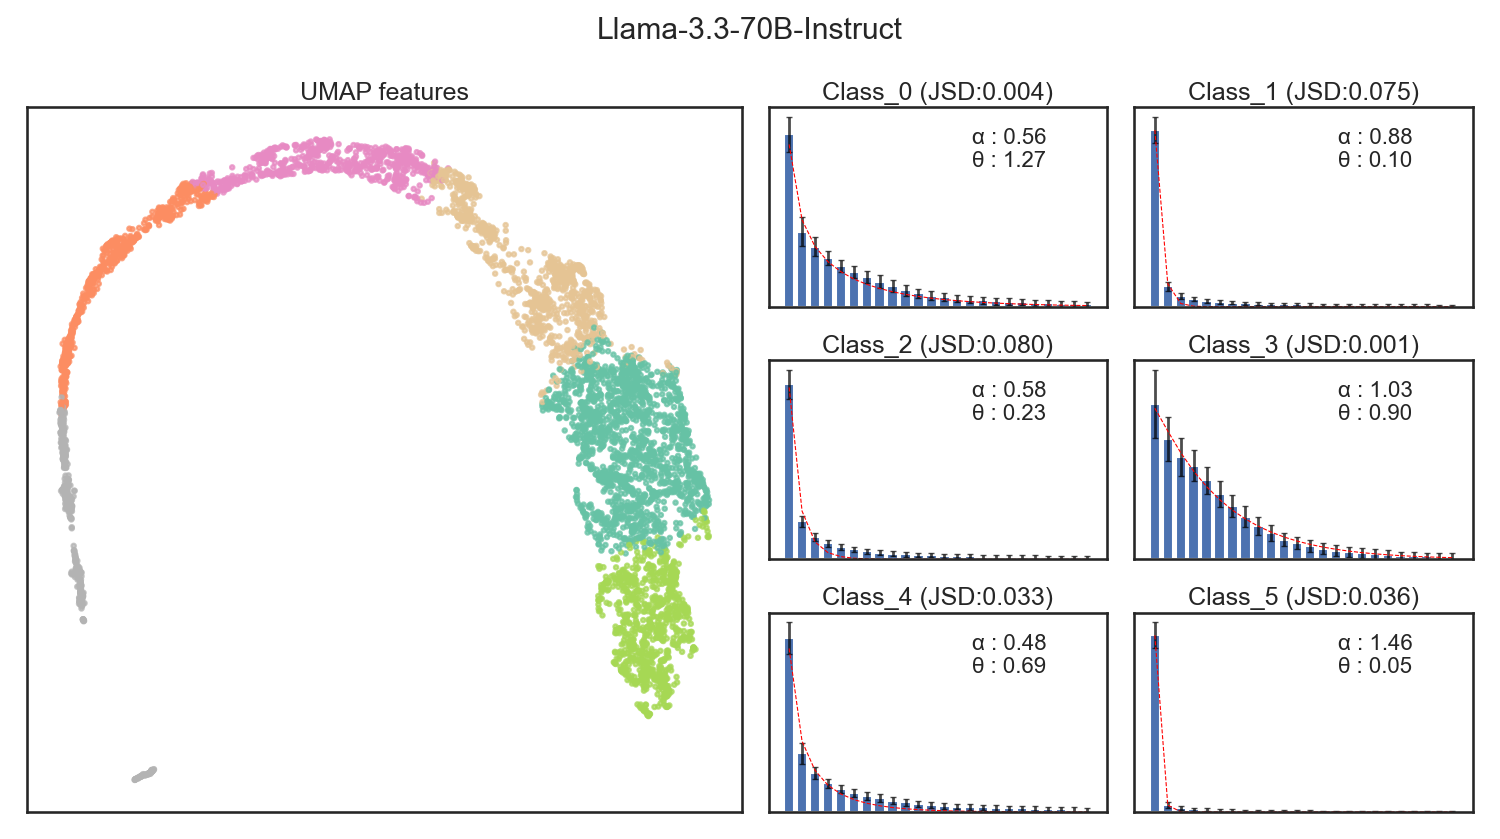 Llama-3.3-70B-Instruct
UMAP features
Class_0 (JSD:0.004)
α : 0.56
θ : 1.27
Class_1 (JSD:0.075)
α : 0.88
θ : 0.10
Class_2 (JSD:0.080)
α : 0.58
θ : 0.23
Class_3 (JSD:0.001)
α : 1.03
θ : 0.90
Class_4 (JSD:0.033)
α : 0.48
θ : 0.69
Class_5 (JSD:0.036)
α : 1.46
θ : 0.05